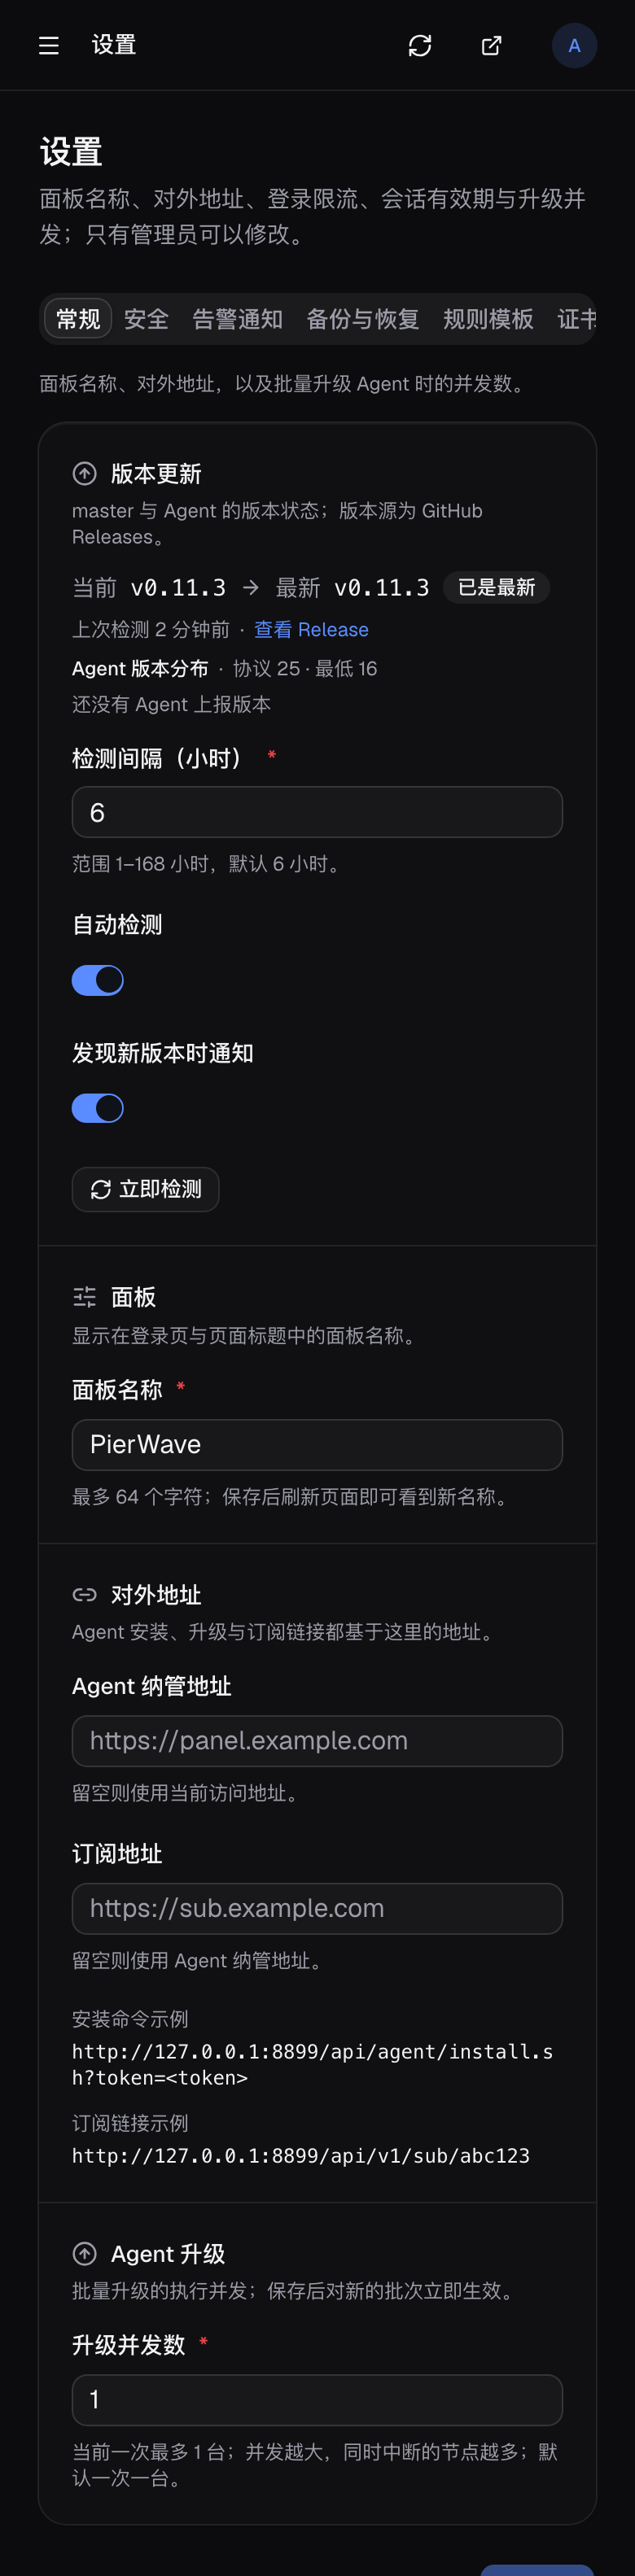 设置
A
设置
面板名称、对外地址、登录限流、会话有效期与升级并
发；只有管理员可以修改。
常规 安全 告警通知 备份与恢复 规则模板 证书
面板名称、对外地址，以及批量升级 Agent 时的并发数。
版本更新
master 与 Agent 的版本状态；版本源为 GitHub
Releases。
当前 v0.11.3 → 最新 v0.11.3 已是最新
上次检测 2 分钟前 · 查看 Release
Agent 版本分布 · 协议 25 · 最低 16
还没有 Agent 上报版本
检测间隔（小时） *
6
范围 1–168 小时，默认 6 小时。
自动检测
发现新版本时通知
立即检测
面板
显示在登录页与页面标题中的面板名称。
面板名称 *
PierWave
最多 64 个字符；保存后刷新页面即可看到新名称。
对外地址
Agent 安装、升级与订阅链接都基于这里的地址。
Agent 纳管地址
https://panel.example.com
留空则使用当前访问地址。
订阅地址
https://sub.example.com
留空则使用 Agent 纳管地址。
安装命令示例
http://127.0.0.1:8899/api/agent/install.s
h?token=<token>
订阅链接示例
http://127.0.0.1:8899/api/v1/sub/abc123
Agent 升级
批量升级的执行并发；保存后对新的批次立即生效。
升级并发数 *
1
当前一次最多 1 台；并发越大，同时中断的节点越多；默
认一次一台。